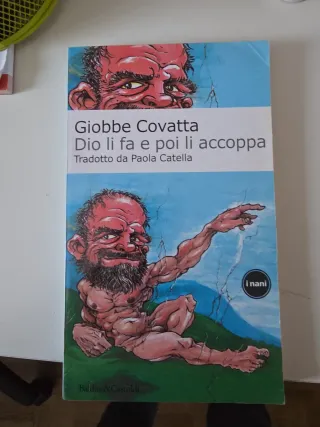 Giobbe Covatta
Dio li fa e poi li accoppa
Tradotto da Paola Catella
i nani